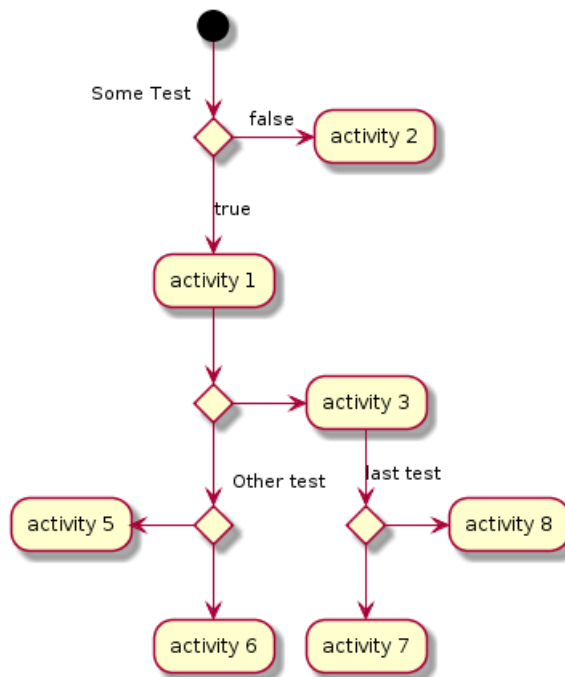 Some Test
false
activity 2
true
activity 1
activity 3
Other test
last test
activity 5
activity 8
activity 6
activity 7